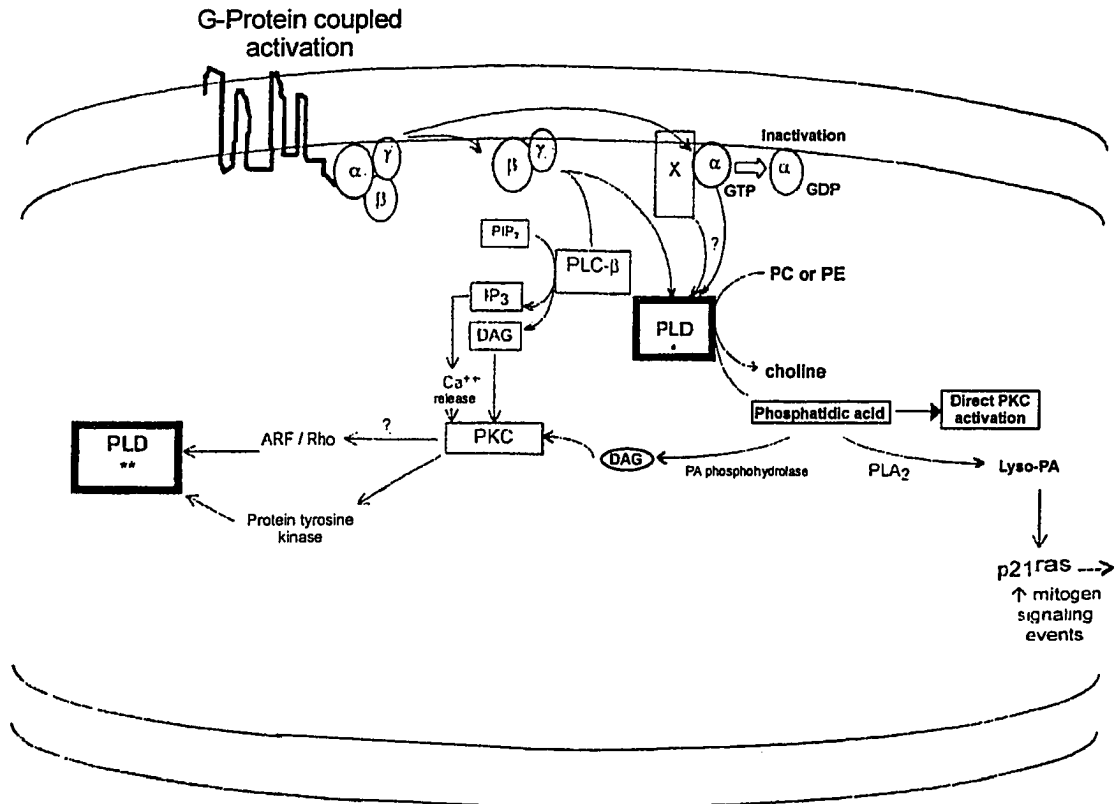 G-Protein coupled
activation
α
γ
β
β
γ
X
α
GTP
Inactivation
α
GDP
?
PIP₂
PLC-β
IP₃
DAG
Ca⁺⁺
release
PLD
*
PC or PE
choline
Phosphatidic acid
Direct PKC
activation
PKC
?
ARF / Rho
PLD
**
Protein tyrosine
kinase
DAG
PA phosphohydrolase
PLA₂
Lyso-PA
p21ras
↑ mitogen
signaling
events